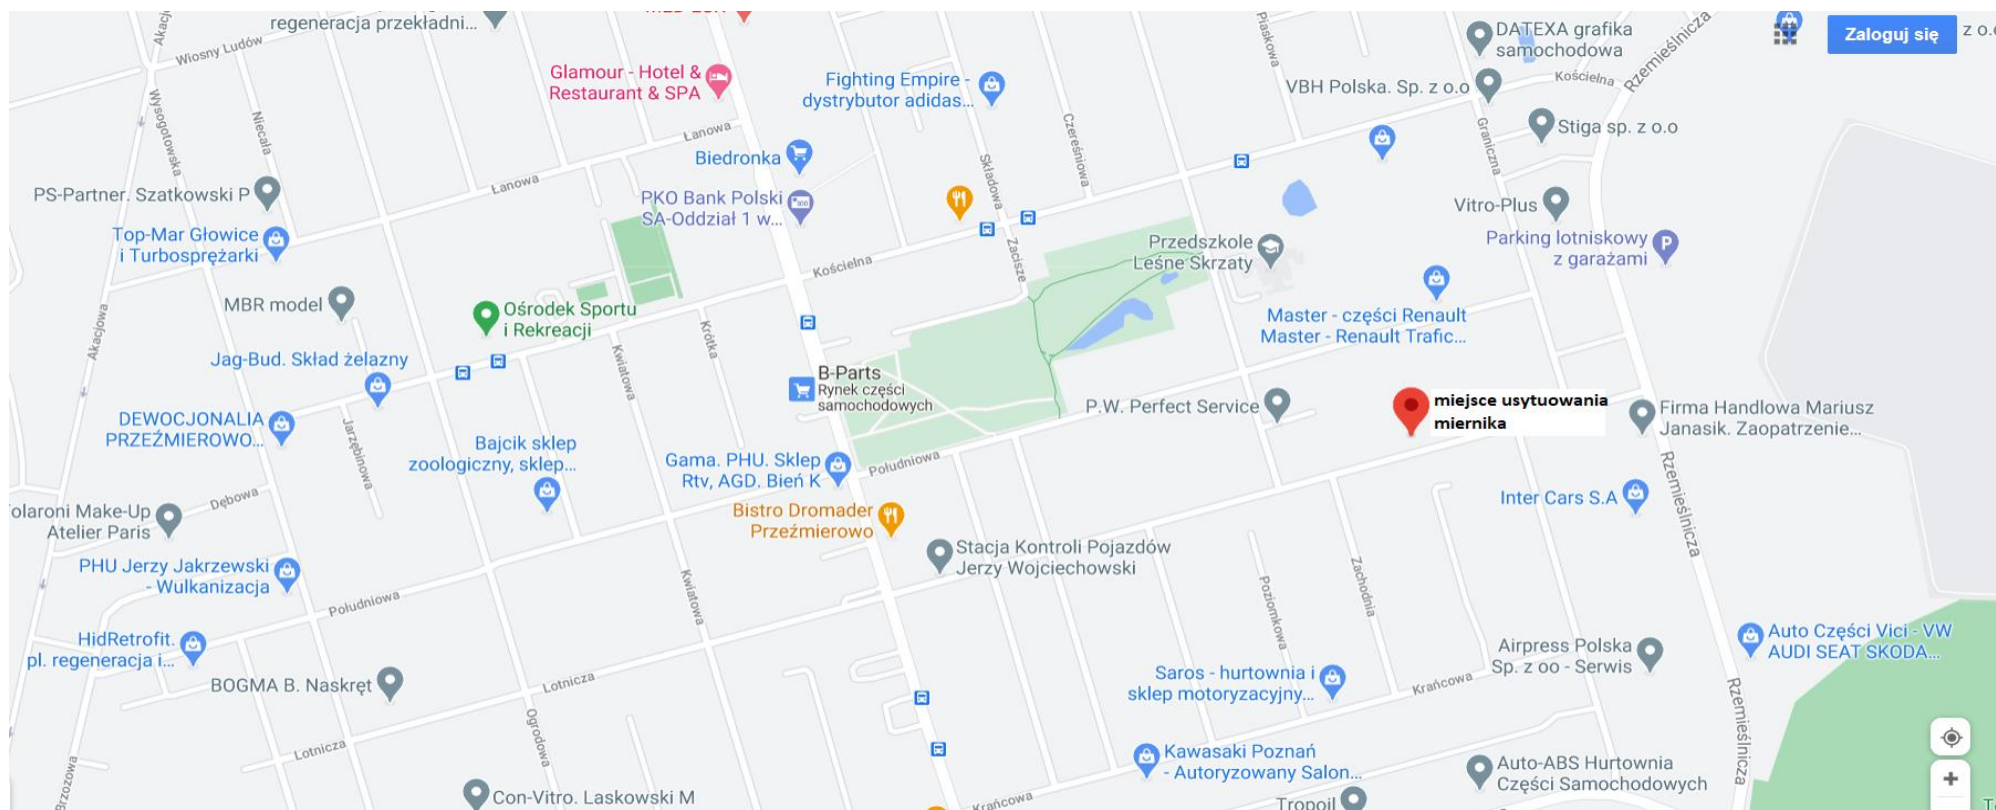 regeneracja przekładni...
Akacjowa
Wiosny Ludów
Wysogotowska
Niecała
Glamour - Hotel &
Restaurant & SPA
Fighting Empire -
dystrybutor adidas...
Piaskowa
DATEXA grafika
samochodowa
Kościelna
Rzemieślnicza
Zaloguj się
VBH Polska. Sp. z o.o
Stiga sp. z o.o
Graniczna
Czereśniowa
Składowa
Łanowa
Biedronka
PKO Bank Polski
SA-Oddział 1 w...
Łanowa
PS-Partner. Szatkowski P
Top-Mar Głowice
i Turbosprężarki
Vitro-Plus
Parking lotniskowy
z garażami
P
Przedszkole
Leśne Skrzaty
Zacisze
Kościelna
MBR model
Ośrodek Sportu
i Rekreacji
Akacjowa
Krótka
Kwiatowa
Master - części Renault
Master - Renault Trafic...
Jag-Bud. Skład żelazny
B-Parts
Rynek części
samochodowych
P.W. Perfect Service
miejsce usytuowania
miernika
Firma Handlowa Mariusz
Janasik. Zaopatrzenie...
DEWOCJONALIA
PRZEŹMIEROWO...
Jarzębinowa
Bajcik sklep
zoologiczny, sklep...
Gama. PHU. Sklep
Rtv, AGD. Bień K
Południowa
Rzemieślnicza
Inter Cars S.A
Dębowa
olaroni Make-Up
Atelier Paris
Bistro Dromader
Przeźmierowo
Stacja Kontroli Pojazdów
Jerzy Wojciechowski
PHU Jerzy Jakrzewski
- Wulkanizacja
Południowa
Kwiatowa
Poziomkowa
Zachodnia
HidRetrofit.
pl. regeneracja i...
Airpress Polska
Sp. z oo - Serwis
Auto Części Vici - VW
AUDI SEAT SKODA...
BOGMA B. Naskręt
Lotnicza
Saros - hurtownia i
sklep motoryzacyjny...
Krańcowa
Rzemieślnicza
Ogrodowa
Lotnicza
Brzozowa
Kawasaki Poznań
- Autoryzowany Salon...
Auto-ABS Hurtownia
Części Samochodowych
Con-Vitro. Laskowski M
Krańcowa
Tropoil